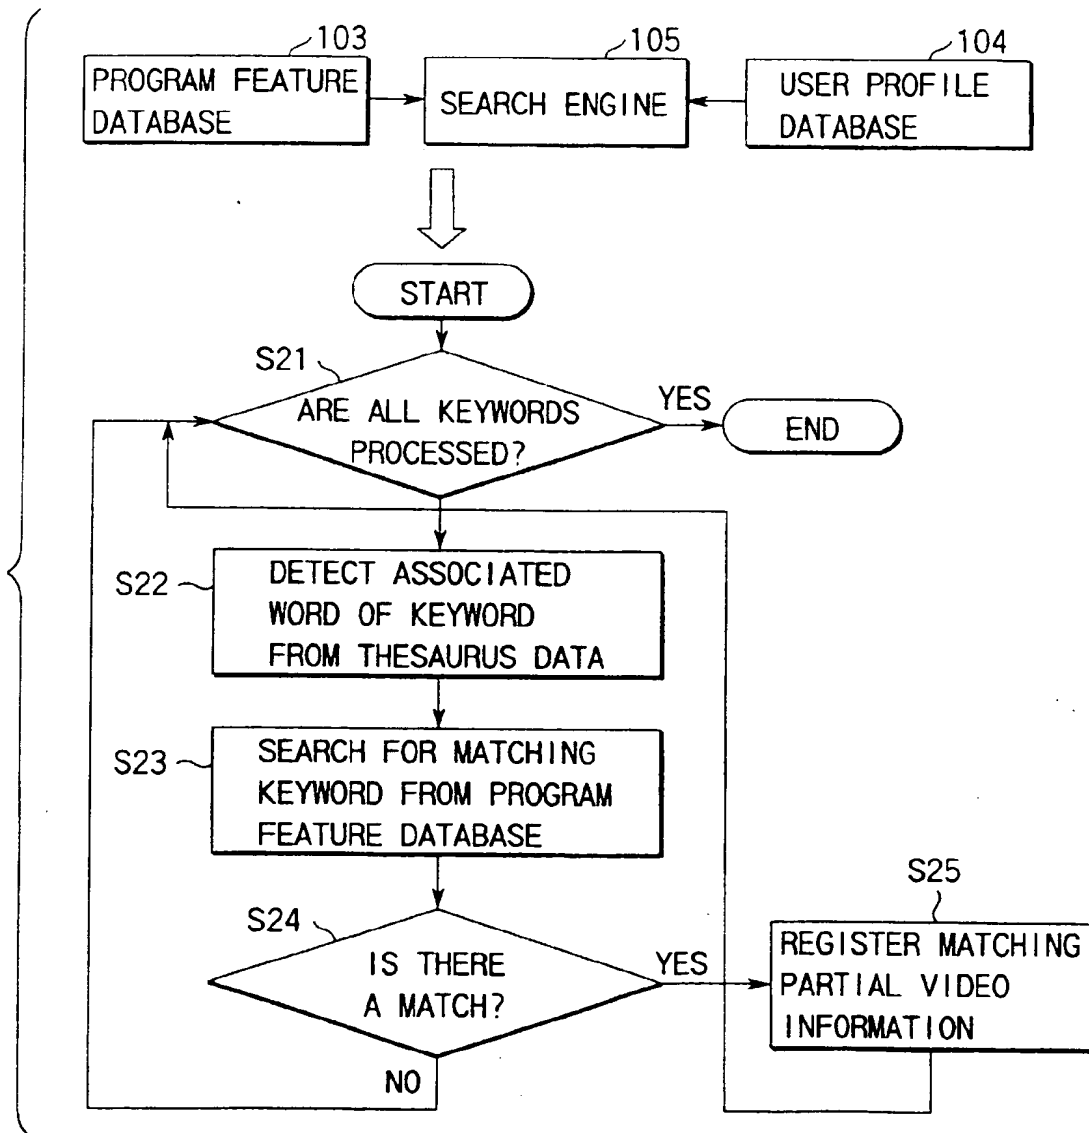 103
105
104
PROGRAM FEATURE
DATABASE
SEARCH ENGINE
USER PROFILE
DATABASE
START
S21
ARE ALL KEYWORDS
PROCESSED?
YES
END
S22
DETECT ASSOCIATED
WORD OF KEYWORD
FROM THESAURUS DATA
S23
SEARCH FOR MATCHING
KEYWORD FROM PROGRAM
FEATURE DATABASE
S24
IS THERE
A MATCH?
YES
NO
S25
REGISTER MATCHING
PARTIAL VIDEO
INFORMATION